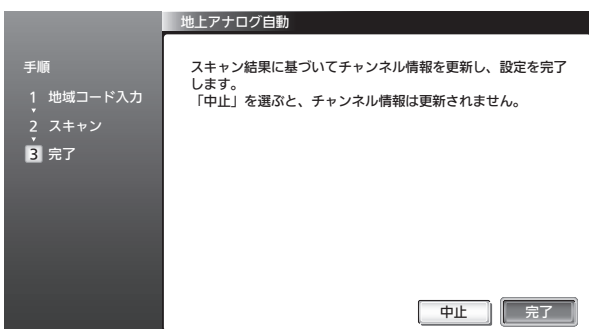 地上アナログ自動
手順
1 地域コード入力
2 スキャン
3 完了
スキャン結果に基づいてチャンネル情報を更新し、設定を完了
します。
「中止」を選ぶと、チャンネル情報は更新されません。
中止
完了